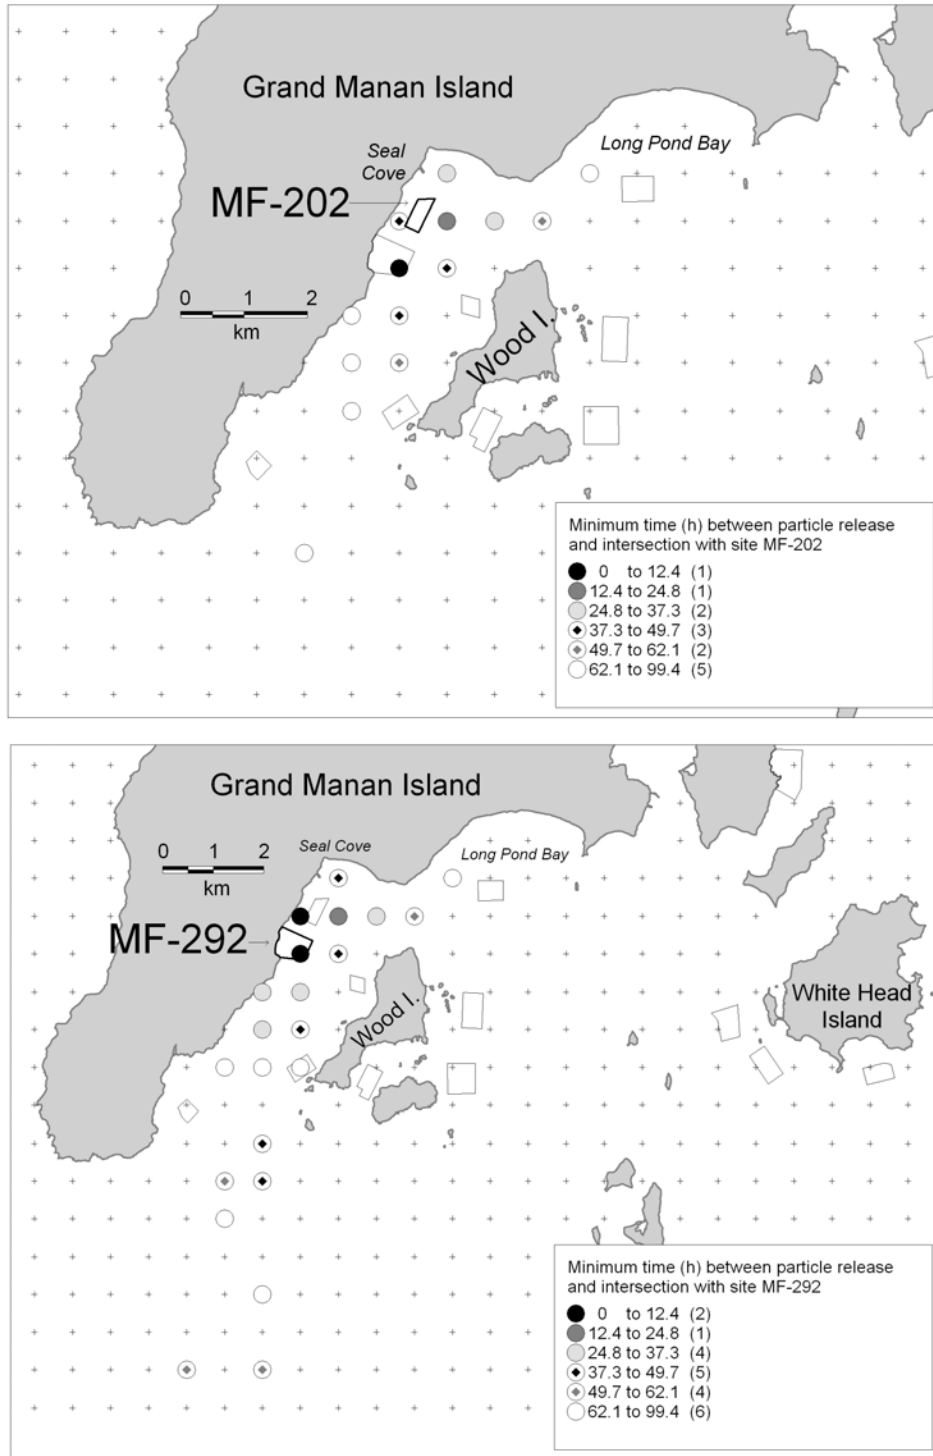 Grand Manan Island
Seal
Cove
Long Pond Bay
MF-202
0 1 2
km
Wood I.
Minimum time (h) between particle release
and intersection with site MF-202
0 to 12.4 (1)
12.4 to 24.8 (1)
24.8 to 37.3 (2)
37.3 to 49.7 (3)
49.7 to 62.1 (2)
62.1 to 99.4 (5)
Grand Manan Island
Seal Cove
Long Pond Bay
0 1 2
km
MF-292
Wood I.
White Head
Island
Minimum time (h) between particle release
and intersection with site MF-292
0 to 12.4 (2)
12.4 to 24.8 (1)
24.8 to 37.3 (4)
37.3 to 49.7 (5)
49.7 to 62.1 (4)
62.1 to 99.4 (6)